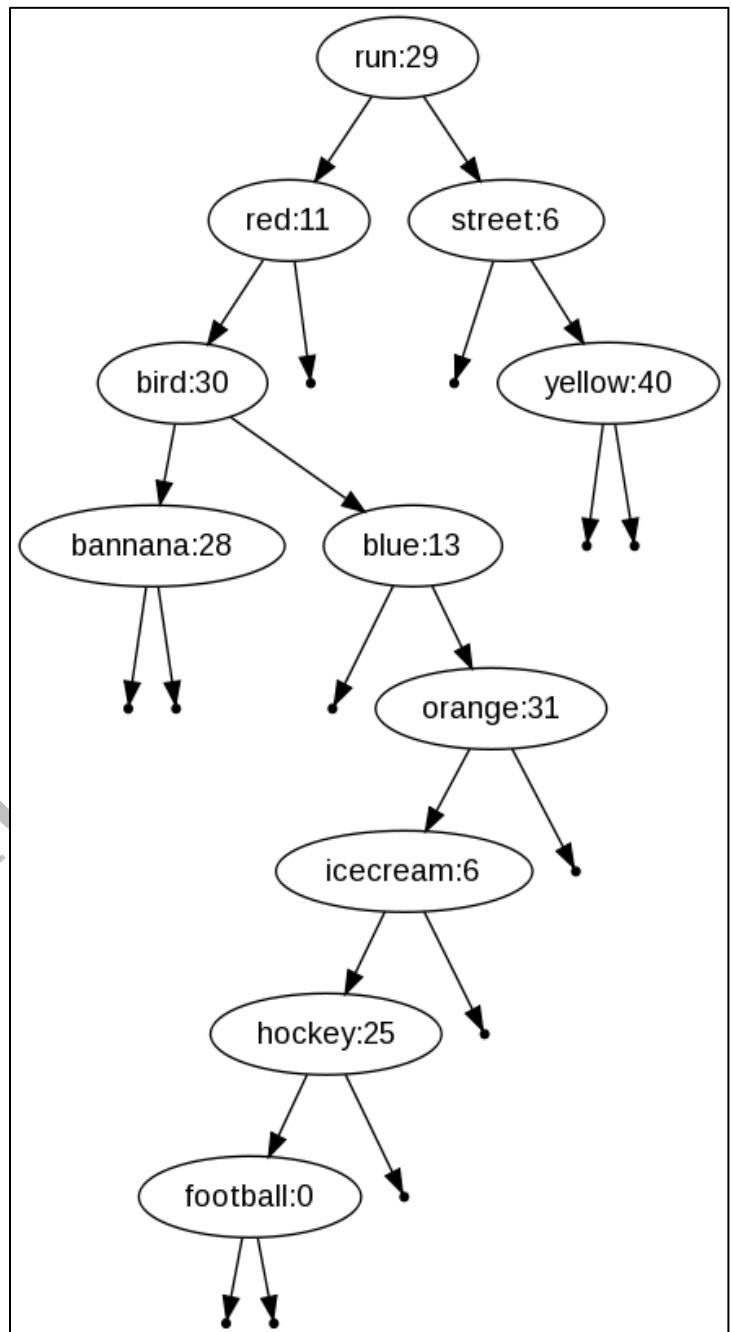 run:29
red:11
street:6
bird:30
yellow:40
bannana:28
blue:13
orange:31
icecream:6
hockey:25
football:0